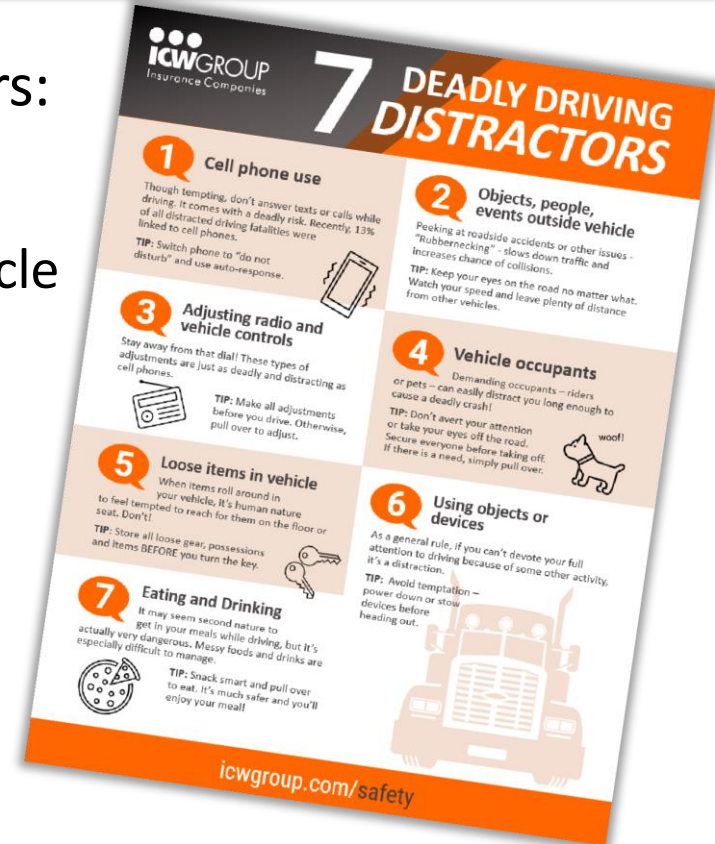 rs:
cle
ICWGROUP
Insurance Companies
7 DEADLY DRIVING
DISTRACTORS
1 Cell phone use
Though tempting, don't answer texts or calls while
driving. It comes with a deadly risk. Recently, 13%
of all distracted driving fatalities were
linked to cell phones.
TIP: Switch phone to "do not
disturb" and use auto-response.
2 Objects, people,
events outside vehicle
Peeking at roadside accidents or other issues -
"Rubbernecking" - slows down traffic and
increases chance of collisions.
TIP: Keep your eyes on the road no matter what.
Watch your speed and leave plenty of distance
from other vehicles.
3 Adjusting radio and
vehicle controls
Stay away from that dial! These types of
adjustments are just as deadly and distracting as
cell phones.
TIP: Make all adjustments
before you drive. Otherwise,
pull over to adjust.
4 Vehicle occupants
Demanding occupants – riders
or pets – can easily distract you long enough to
cause a deadly crash!
TIP: Don't avert your attention
or take your eyes off the road.
Secure everyone before taking off.
If there is a need, simply pull over.
woof!
5 Loose items in vehicle
When items roll around in
your vehicle, it's human nature
to feel tempted to reach for them on the floor or
seat. Don't!
TIP: Store all loose gear, possessions
and items BEFORE you turn the key.
6 Using objects or
devices
As a general rule, if you can't devote your full
attention to driving because of some other activity,
it's a distraction.
TIP: Avoid temptation –
power down or stow
devices before
heading out.
7 Eating and Drinking
It may seem second nature to
get in your meals while driving, but it's
actually very dangerous. Messy foods and drinks are
especially difficult to manage.
TIP: Snack smart and pull over
to eat. It's much safer and you'll
enjoy your meal!
icwgroup.com/safety